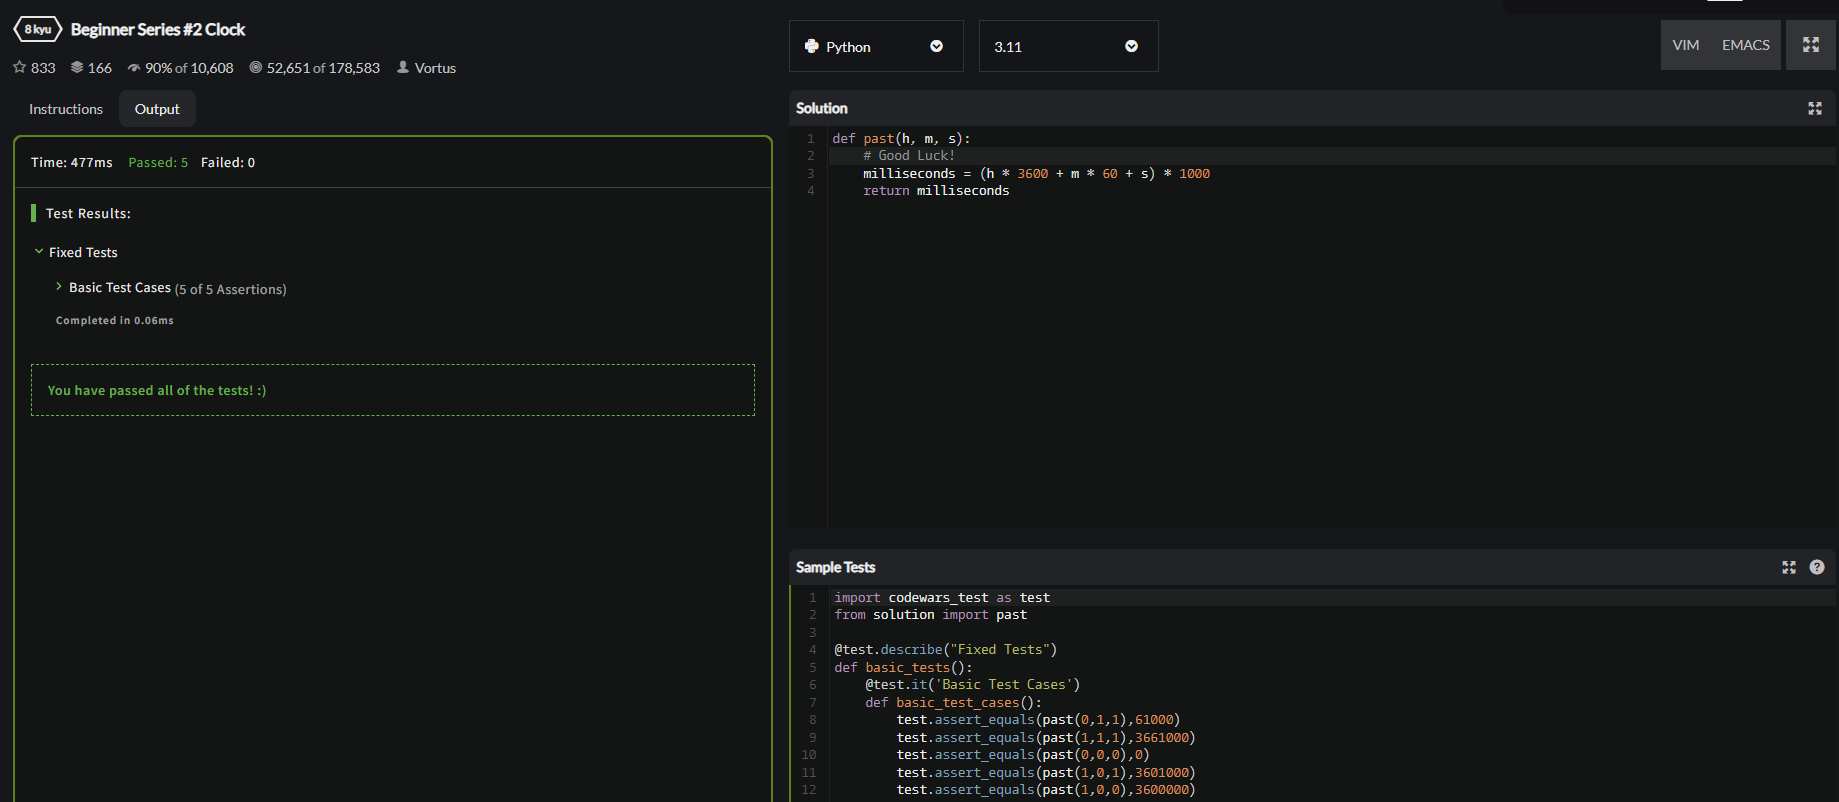 8 kyu Beginner Series #2 Clock
833 166 90% of 10,608 52,651 of 178,583 Vortus
Instructions Output
Time: 477ms Passed: 5 Failed: 0
Test Results:
Fixed Tests
Basic Test Cases (5 of 5 Assertions)
Completed in 0.06ms
You have passed all of the tests! :)
Python 3.11 VIM EMACS
Solution
1 def past(h, m, s):
2     # Good Luck!
3     milliseconds = (h * 3600 + m * 60 + s) * 1000
4     return milliseconds
Sample Tests ?
1 import codewars_test as test
2 from solution import past
3
4 @test.describe("Fixed Tests")
5 def basic_tests():
6     @test.it('Basic Test Cases')
7     def basic_test_cases():
8         test.assert_equals(past(0,1,1),61000)
9         test.assert_equals(past(1,1,1),3661000)
10         test.assert_equals(past(0,0,0),0)
11         test.assert_equals(past(1,0,1),3601000)
12         test.assert_equals(past(1,0,0),3600000)